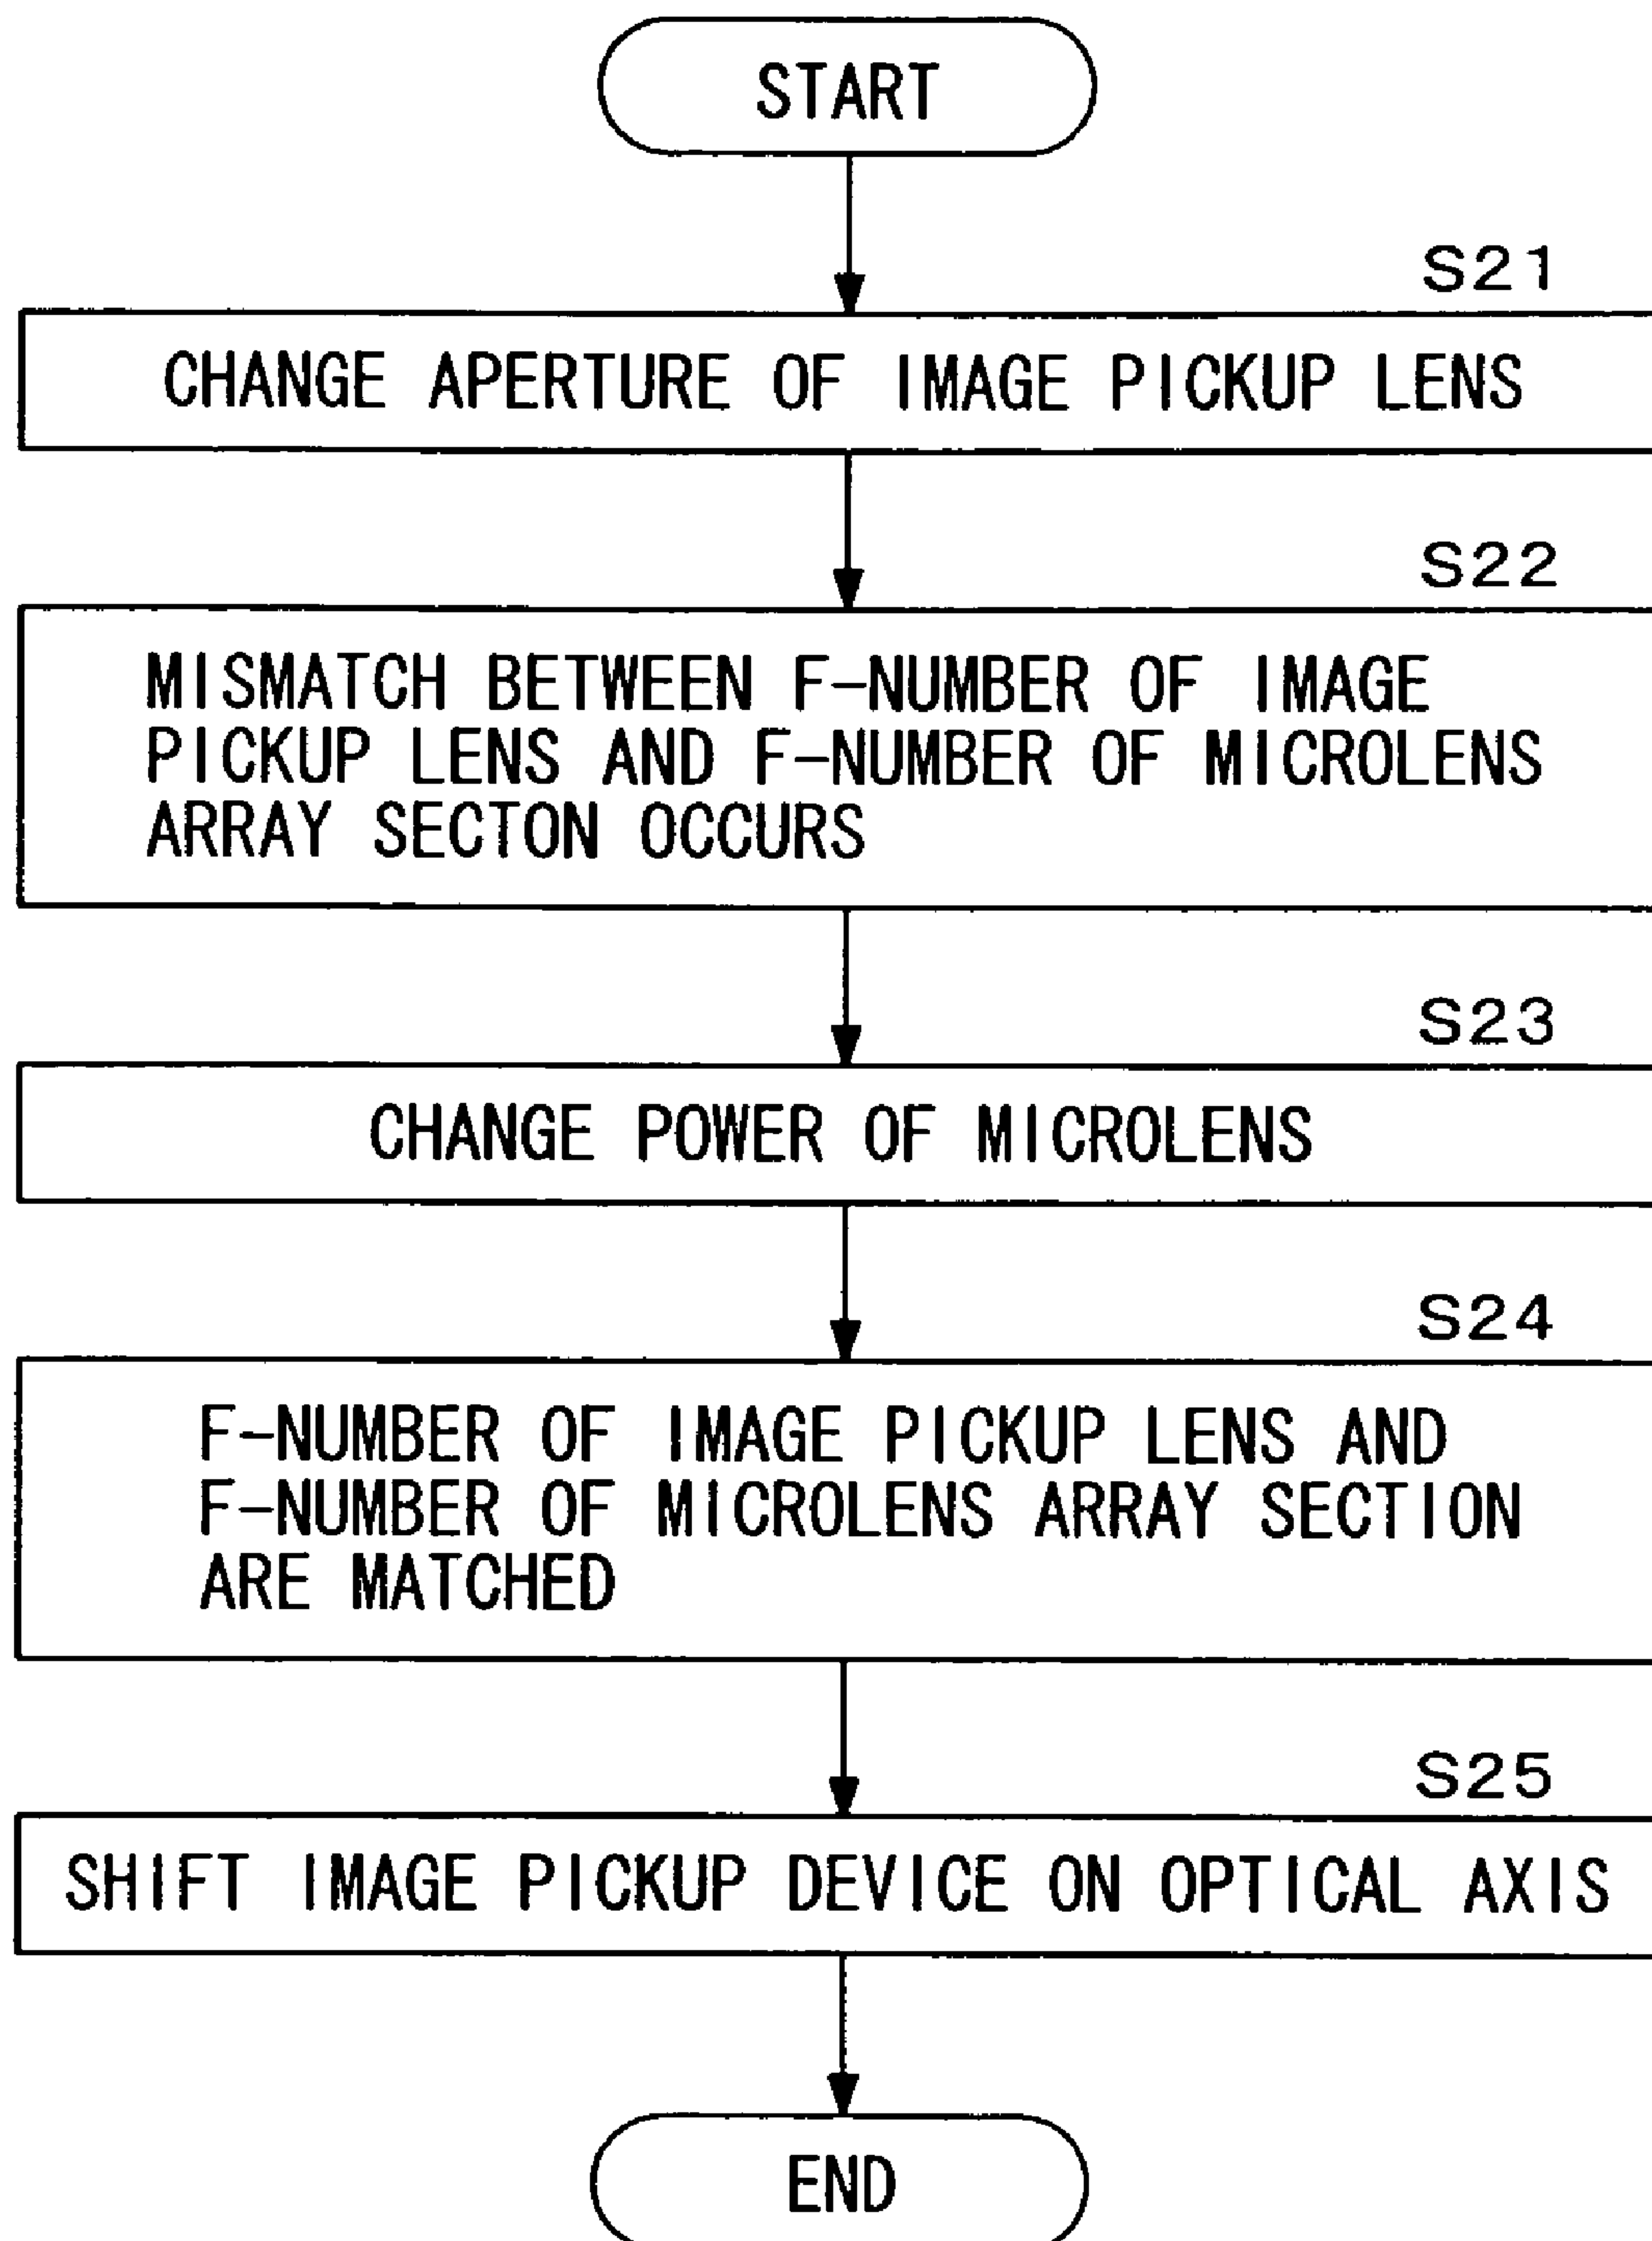 START
S21
CHANGE APERTURE OF IMAGE PICKUP LENS
S22
MISMATCH BETWEEN F-NUMBER OF IMAGE
PICKUP LENS AND F-NUMBER OF MICROLENS
ARRAY SECTON OCCURS
S23
CHANGE POWER OF MICROLENS
S24
F-NUMBER OF IMAGE PICKUP LENS AND
F-NUMBER OF MICROLENS ARRAY SECTION
ARE MATCHED
S25
SHIFT IMAGE PICKUP DEVICE ON OPTICAL AXIS
END